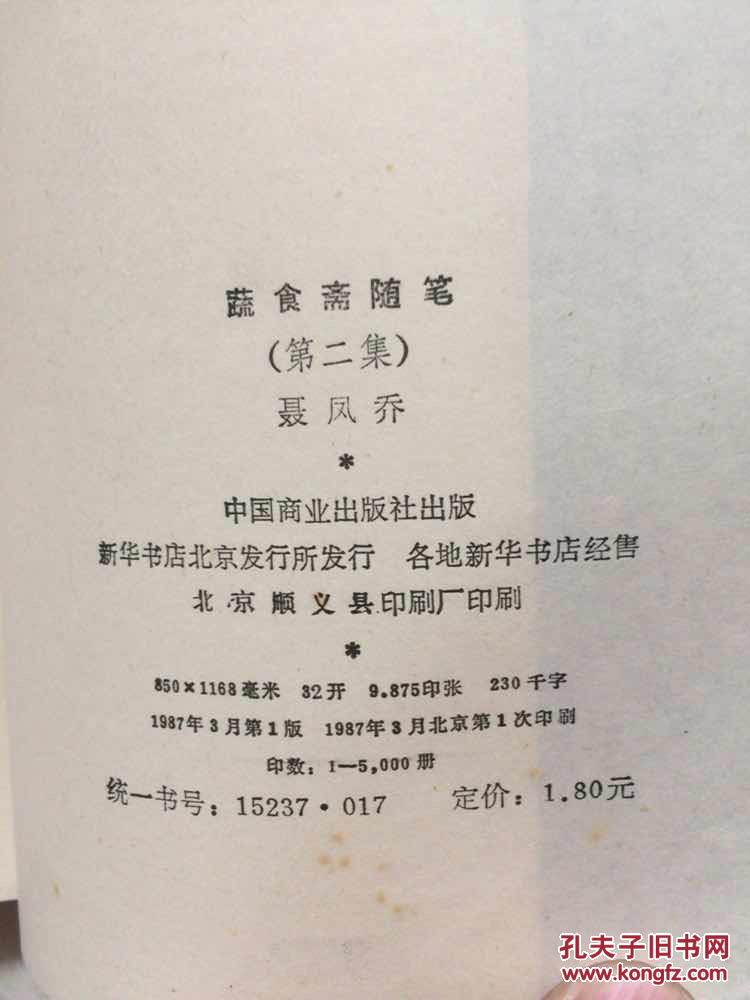 蔬食斋随笔
(第二集)
聂凤乔
*
中国商业出版社出版
新华书店北京发行所发行 各地新华书店经售
北京顺义县印刷厂印刷
*
850×1168毫米 32开 9.875印张 230千字
1987年3月第1版 1987年3月北京第1次印刷
印数：1—5,000册
统一书号：15237·017 定价：1.80元
孔夫子旧书网
www.kongfz.com